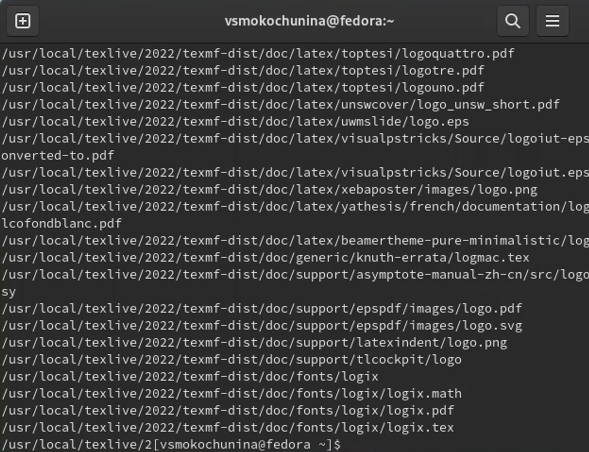 vsmokochunina@fedora:~
/usr/local/texlive/2022/texmf-dist/doc/latex/toptesi/logoquattro.pdf
/usr/local/texlive/2022/texmf-dist/doc/latex/toptesi/logotre.pdf
/usr/local/texlive/2022/texmf-dist/doc/latex/toptesi/logouno.pdf
/usr/local/texlive/2022/texmf-dist/doc/latex/unswcover/logo_unsw_short.pdf
/usr/local/texlive/2022/texmf-dist/doc/latex/uwmslide/logo.eps
/usr/local/texlive/2022/texmf-dist/doc/latex/visualpstricks/Source/logoiut-eps
onverted-to.pdf
/usr/local/texlive/2022/texmf-dist/doc/latex/visualpstricks/Source/logoiut.eps
/usr/local/texlive/2022/texmf-dist/doc/latex/xebaposter/images/logo.png
/usr/local/texlive/2022/texmf-dist/doc/latex/yathesis/french/documentation/log
lcofondblanc.pdf
/usr/local/texlive/2022/texmf-dist/doc/latex/beamertheme-pure-minimalistic/log
/usr/local/texlive/2022/texmf-dist/doc/generic/knuth-errata/logmac.tex
/usr/local/texlive/2022/texmf-dist/doc/support/asymptote-manual-zh-cn/src/logo
sy
/usr/local/texlive/2022/texmf-dist/doc/support/epspdf/images/logo.pdf
/usr/local/texlive/2022/texmf-dist/doc/support/epspdf/images/logo.svg
/usr/local/texlive/2022/texmf-dist/doc/support/latexindent/logo.png
/usr/local/texlive/2022/texmf-dist/doc/support/tlcockpit/logo
/usr/local/texlive/2022/texmf-dist/doc/fonts/logix
/usr/local/texlive/2022/texmf-dist/doc/fonts/logix/logix.math
/usr/local/texlive/2022/texmf-dist/doc/fonts/logix/logix.pdf
/usr/local/texlive/2022/texmf-dist/doc/fonts/logix/logix.tex
/usr/local/texlive/2[vsmokochunina@fedora ~]$